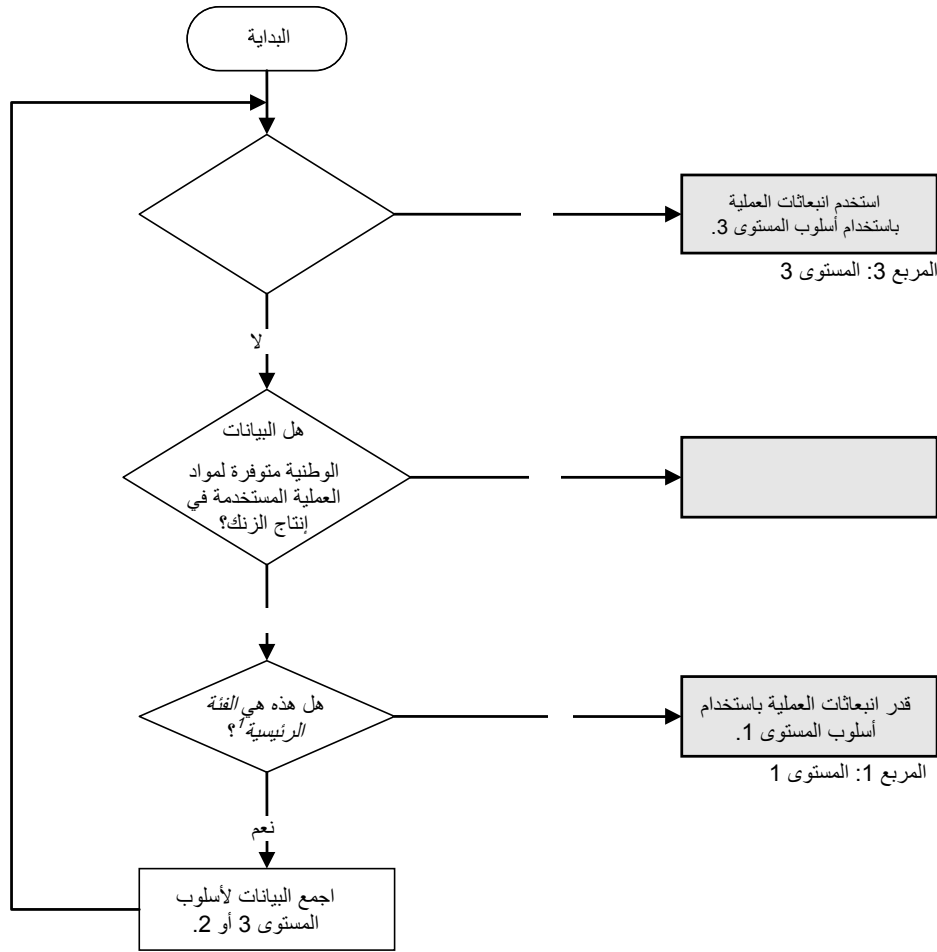 البداية
استخدم انبعاثات العملية
باستخدام أسلوب المستوى 3.
المربع 3: المستوى 3
لا
هل البيانات
الوطنية متوفرة لمواد
العملية المستخدمة في
إنتاج الزنك؟
هل هذه هي الفئة
الرئيسية1؟
قدر انبعاثات العملية باستخدام
أسلوب المستوى 1.
المربع 1: المستوى 1
نعم
اجمع البيانات لأسلوب
المستوى 3 أو 2.